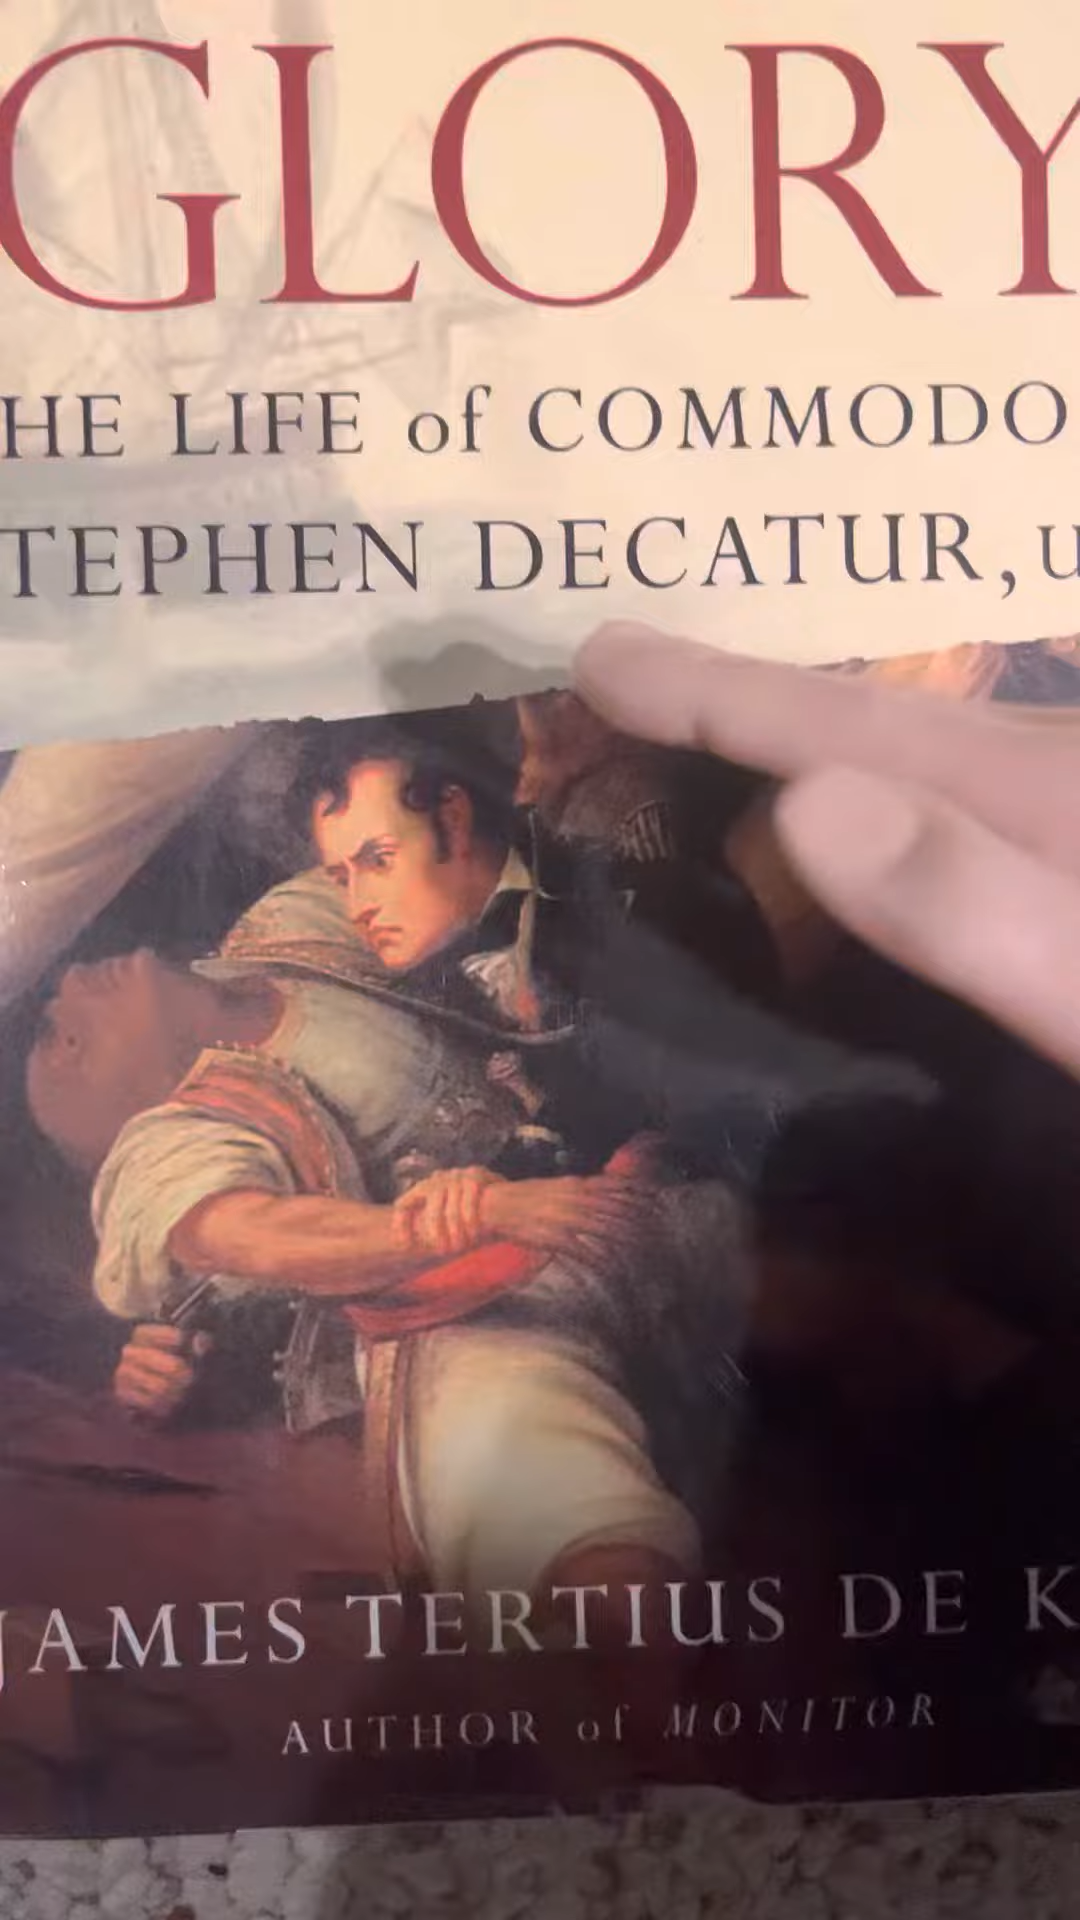 GLORY
HE LIFE of COMMODO
TEPHEN DECATUR, U
JAMES TERTIUS DE K
AUTHOR of MONITOR